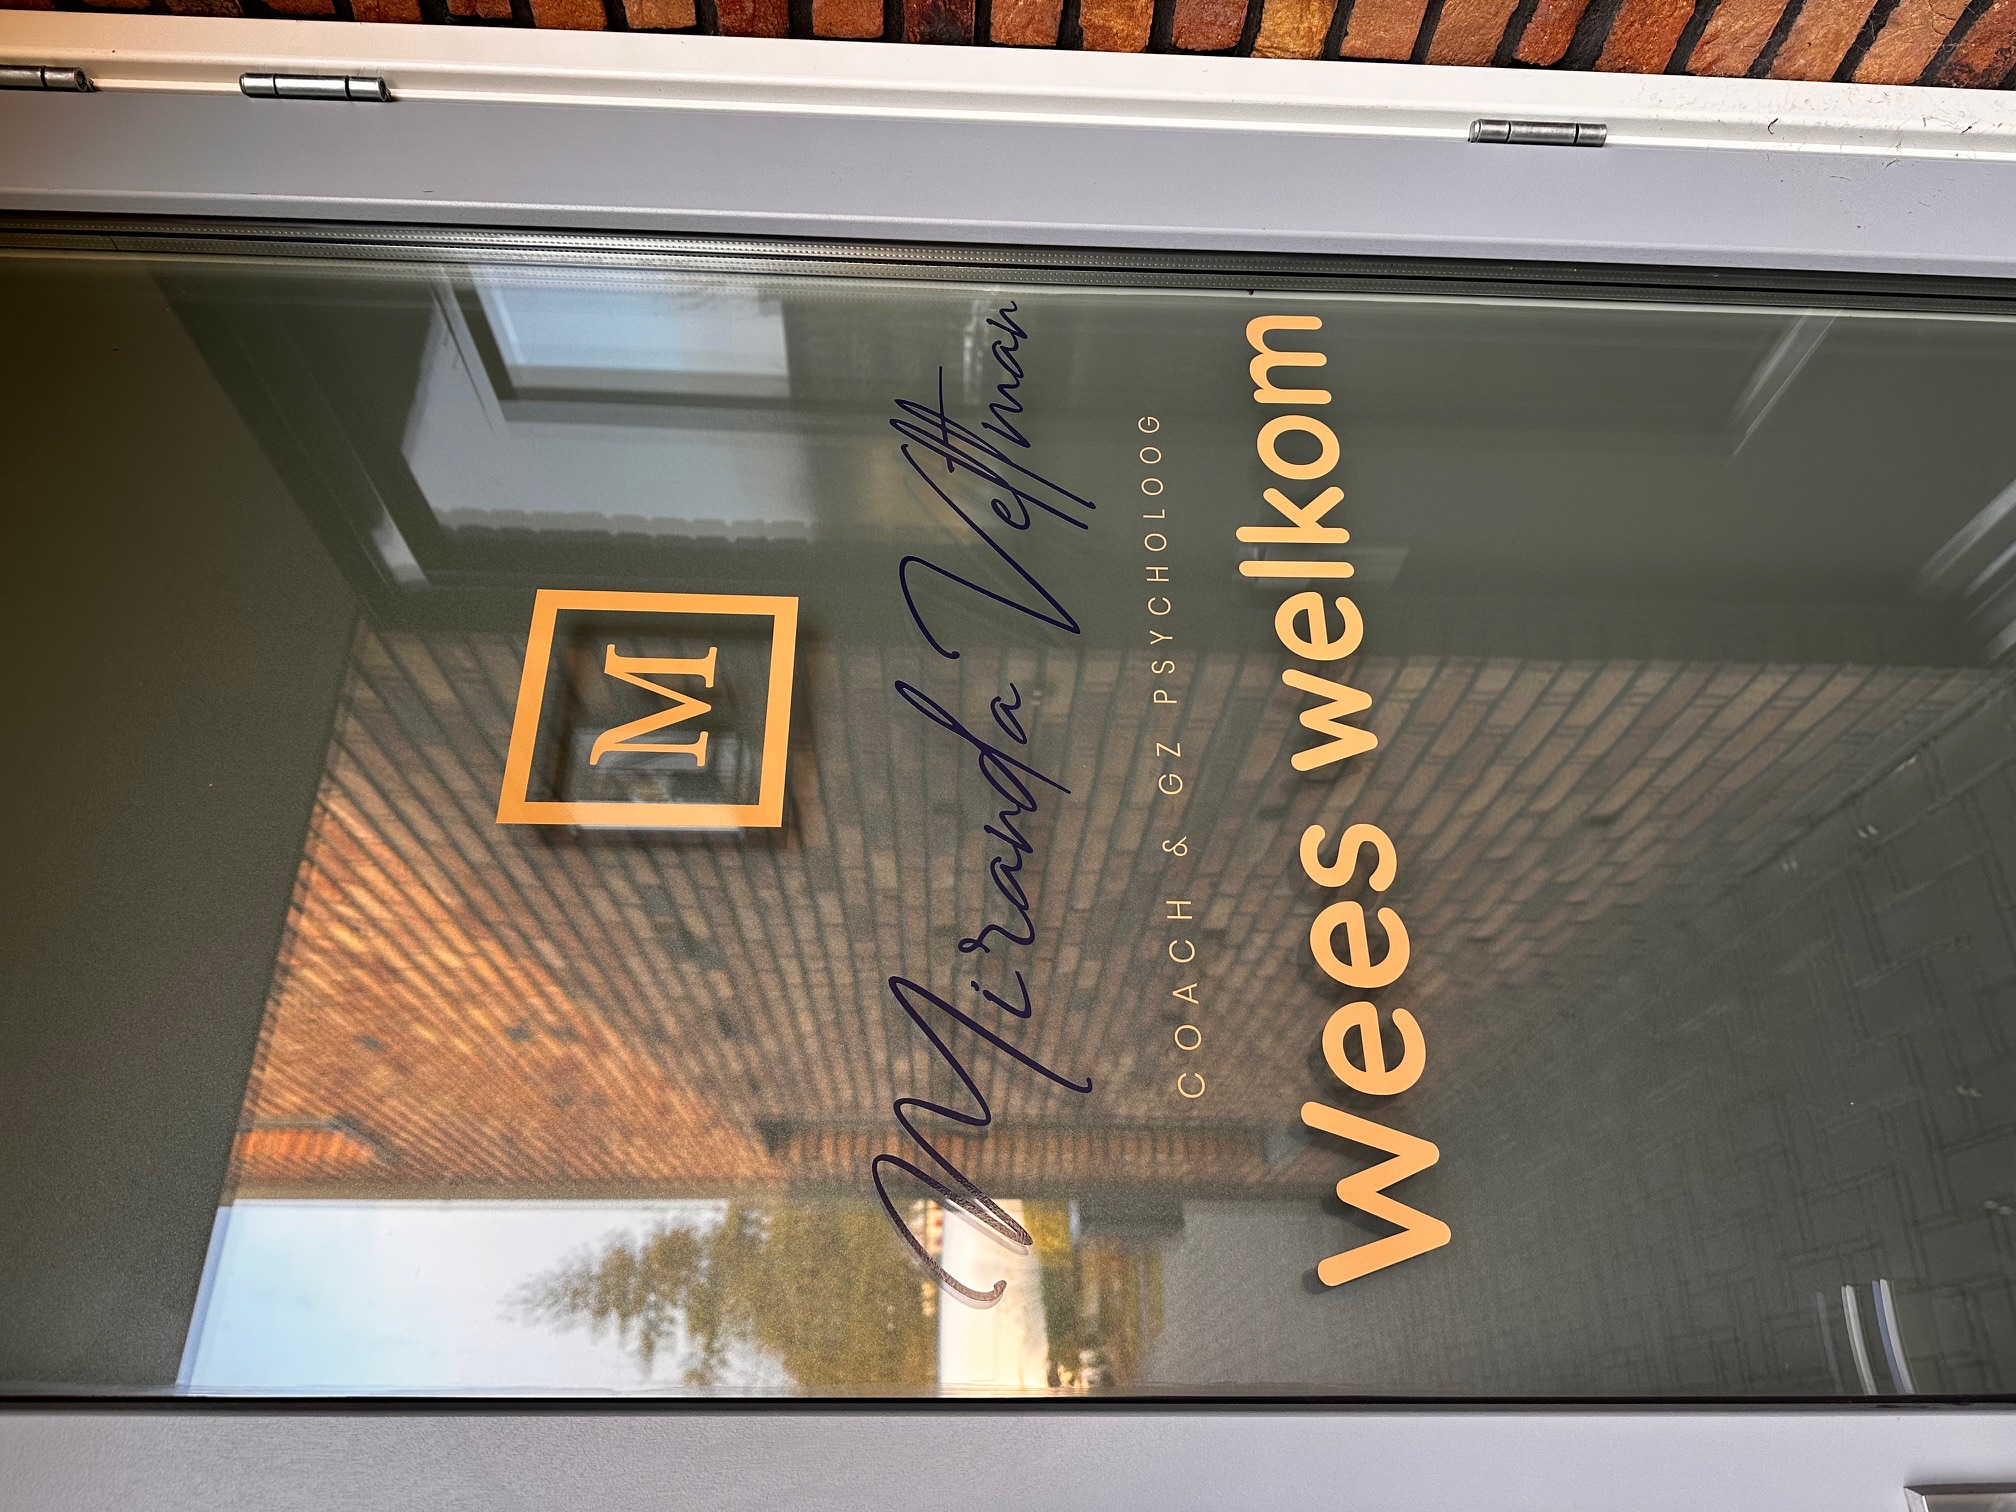 M
Miranda Veltman
COACH & GZ PSYCHOLOOG
Wees welkom